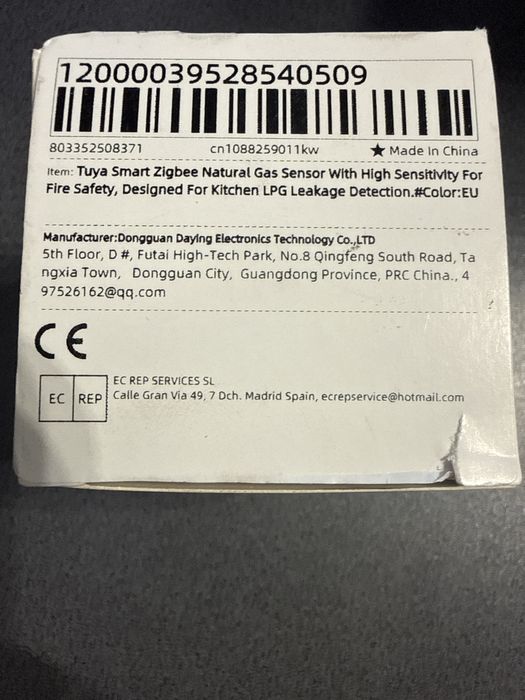 12000039528540509
803352508371 cn1088259011kw ★ Made In China
Item: Tuya Smart Zigbee Natural Gas Sensor With High Sensitivity For
Fire Safety, Designed For Kitchen LPG Leakage Detection.#Color:EU
Manufacturer:Dongguan Daying Electronics Technology Co.,LTD
5th Floor, D #, Futai High-Tech Park, No.8 Qingfeng South Road, Ta
ngxia Town, Dongguan City, Guangdong Province, PRC China., 4
97526162@qq.com
CE
EC REP
EC REP SERVICES SL
Calle Gran Via 49, 7 Dch. Madrid Spain, ecrepservice@hotmail.com